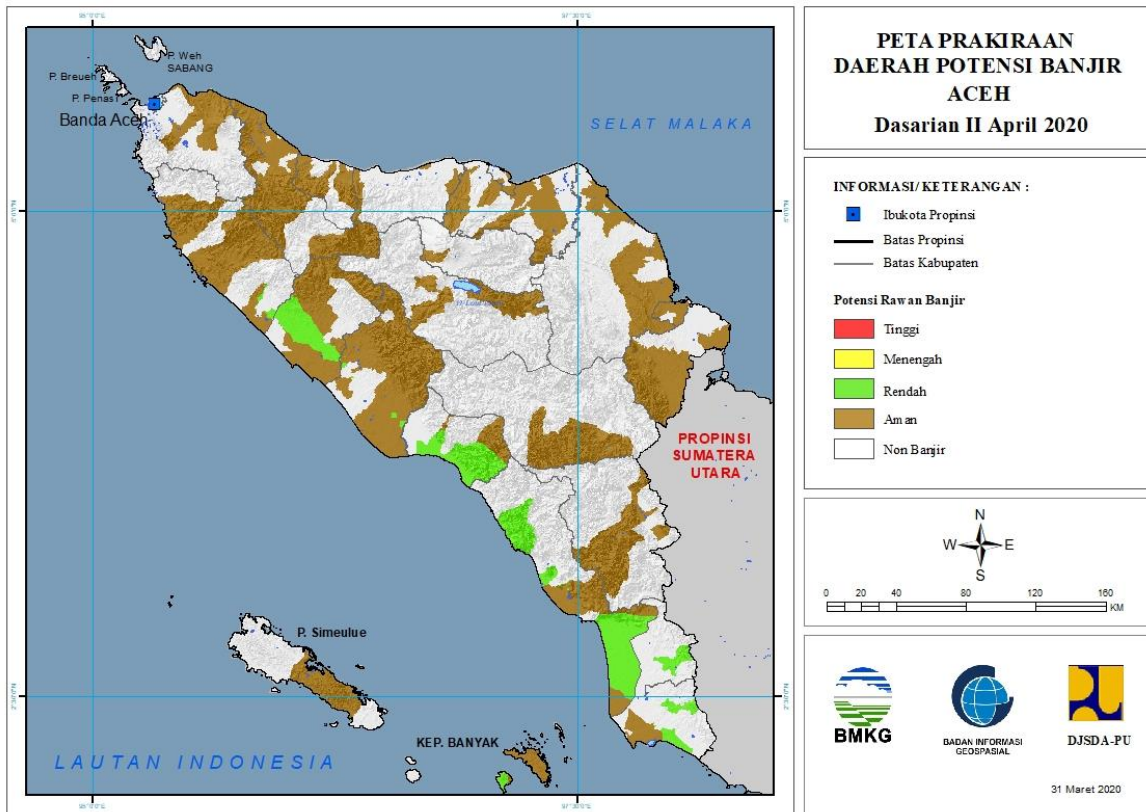 PETA PRAKIRAAN
DAERAH POTENSI BANJIR
ACEH
Dasarian II April 2020
INFORMASI/ KETERANGAN :
Ibukota Propinsi
Batas Propinsi
Batas Kabupaten
Potensi Rawan Banjir
Tinggi
Menengah
Rendah
Aman
Non Banjir
N
W E
S
0 20 40 80 120 160
KM
BMKG
BADAN INFORMASI
GEOSPASIAL
DJSDA-PU
31 Maret 2020
P. Weh
SABANG
P. Breueh
P. Penasi
Banda Aceh
SELAT MALAKA
PROPINSI
SUMATERA
UTARA
P. Simeulue
KEP. BANYAK
LAUTAN INDONESIA